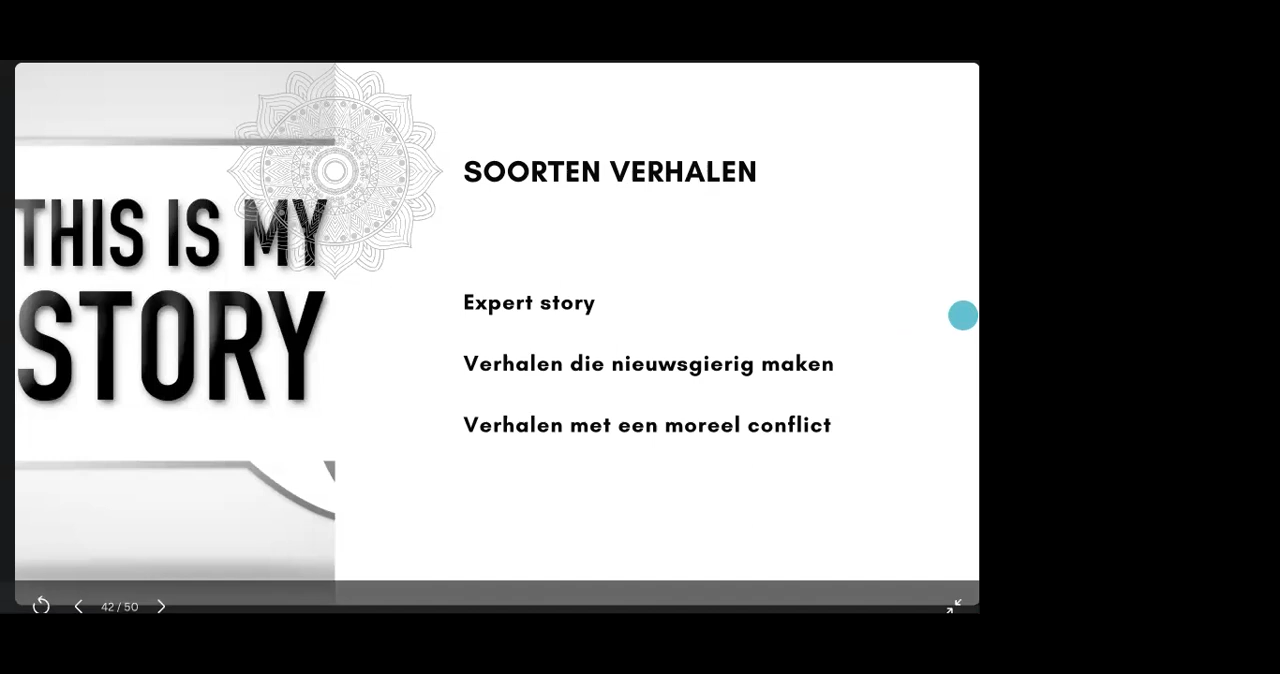 THIS IS MY
STORY
SOORTEN VERHALEN
Expert story
Verhalen die nieuwsgierig maken
Verhalen met een moreel conflict
42 / 50